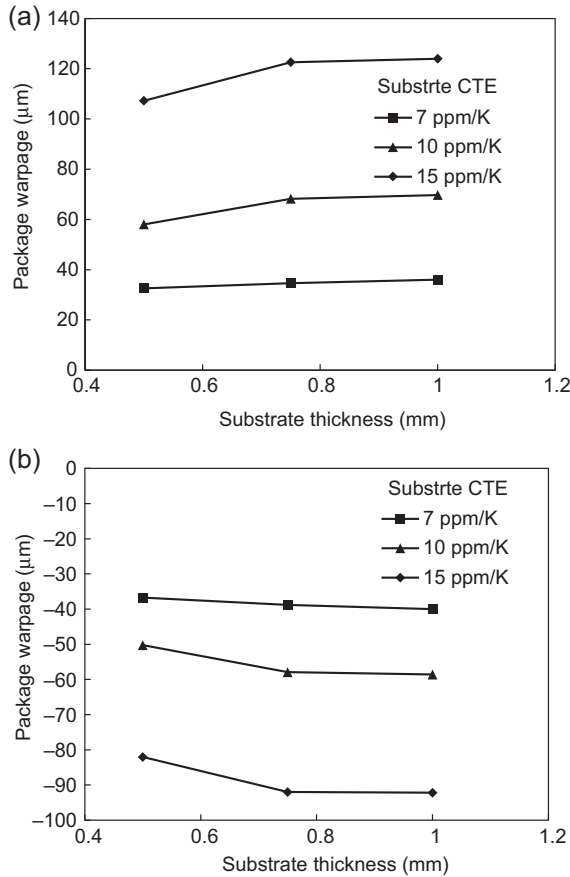 (a)
140
120
100
80
60
40
20
0
0.4
0.6
0.8
1
1.2
Package warpage (μm)
Substrate thickness (mm)
Substrte CTE
7 ppm/K
10 ppm/K
15 ppm/K
(b)
0
–10
–20
–30
–40
–50
–60
–70
–80
–90
–100
0.4
0.6
0.8
1
1.2
Package warpage (μm)
Substrate thickness (mm)
Substrte CTE
7 ppm/K
10 ppm/K
15 ppm/K